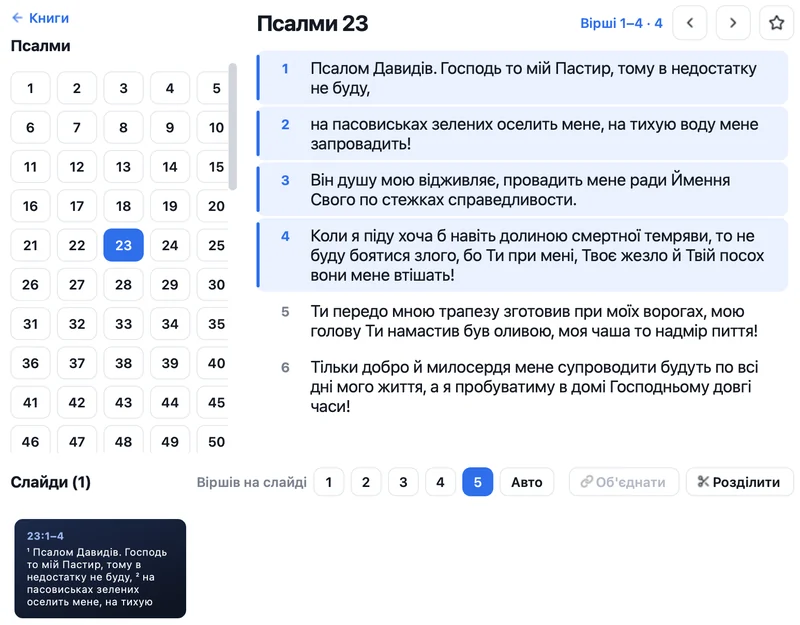 ← Книги
Псалми
1 2 3 4 5
6 7 8 9 10
11 12 13 14 15
16 17 18 19 20
21 22 23 24 25
26 27 28 29 30
31 32 33 34 35
36 37 38 39 40
41 42 43 44 45
46 47 48 49 50
Псалми 23
Вірші 1–4 · 4
1 Псалом Давидів. Господь то мій Пастир, тому в недостатку
не буду,
2 на пасовиськах зелених оселить мене, на тихую воду мене
запровадить!
3 Він душу мою відживляє, провадить мене ради Ймення
Свого по стежках справедливости.
4 Коли я піду хоча б навіть долиною смертної темряви, то не
буду боятися злого, бо Ти при мені, Твоє жезло й Твій посох
вони мене втішать!
5 Ти передо мною трапезу зготовив при моїх ворогах, мою
голову Ти намастив був оливою, моя чаша то надмір пиття!
6 Тільки добро й милосердя мене супроводити будуть по всі
дні мого життя, а я пробуватиму в домі Господньому довгі
часи!
Слайди (1)
Віршів на слайді 1 2 3 4 5 Авто Об'єднати Розділити
23:1–4
¹ Псалом Давидів. Господь
то мій Пастир, тому в
недостатку не буду, ² на
пасовиськах зелених
оселить мене, на тихую